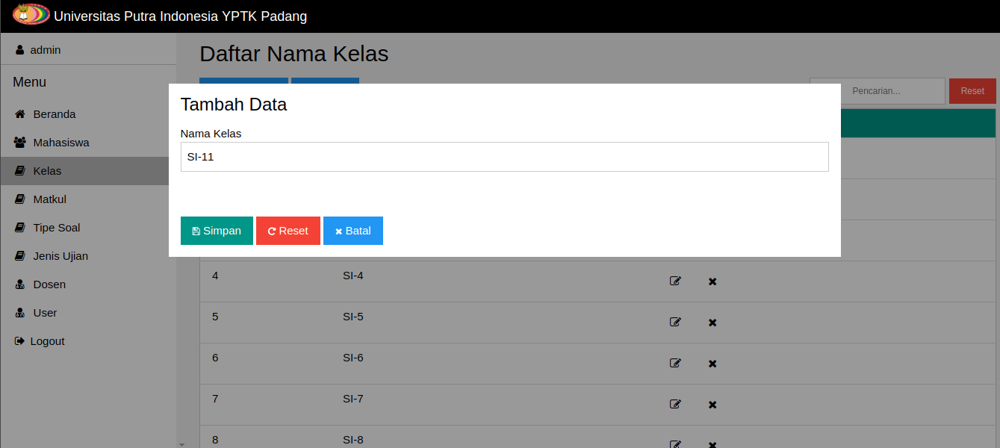 Universitas Putra Indonesia YPTK Padang
admin
Menu
Beranda
Mahasiswa
Kelas
Matkul
Tipe Soal
Jenis Ujian
Dosen
User
Logout
Daftar Nama Kelas
Pencarian...
Reset
Tambah Data
Nama Kelas
SI-11
Simpan Reset Batal
4 SI-4
5 SI-5
6 SI-6
7 SI-7
8 SI-8